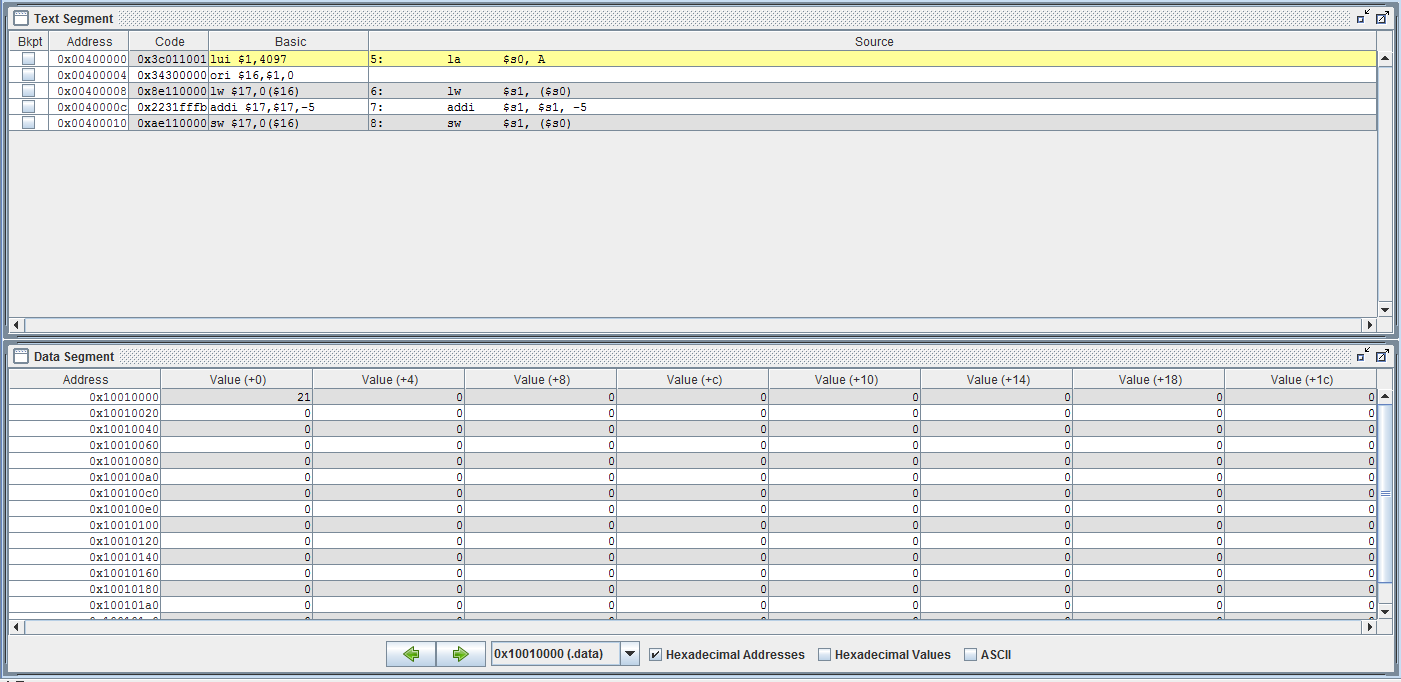 Text Segment
Bkpt Address Code Basic Source
0x00400000 0x3c011001 lui $1,4097 5: la $s0, A
0x00400004 0x34300000 ori $16,$1,0
0x00400008 0x8e110000 lw $17,0($16) 6: lw $s1, ($s0)
0x0040000c 0x2231fffb addi $17,$17,-5 7: addi $s1, $s1, -5
0x00400010 0xae110000 sw $17,0($16) 8: sw $s1, ($s0)
Data Segment
Address Value (+0) Value (+4) Value (+8) Value (+c) Value (+10) Value (+14) Value (+18) Value (+1c)
0x10010000 21 0 0 0 0 0 0 0
0x10010020 0 0 0 0 0 0 0 0
0x10010040 0 0 0 0 0 0 0 0
0x10010060 0 0 0 0 0 0 0 0
0x10010080 0 0 0 0 0 0 0 0
0x100100a0 0 0 0 0 0 0 0 0
0x100100c0 0 0 0 0 0 0 0 0
0x100100e0 0 0 0 0 0 0 0 0
0x10010100 0 0 0 0 0 0 0 0
0x10010120 0 0 0 0 0 0 0 0
0x10010140 0 0 0 0 0 0 0 0
0x10010160 0 0 0 0 0 0 0 0
0x10010180 0 0 0 0 0 0 0 0
0x100101a0 0 0 0 0 0 0 0 0
0x10010000 (.data) Hexadecimal Addresses Hexadecimal Values ASCII